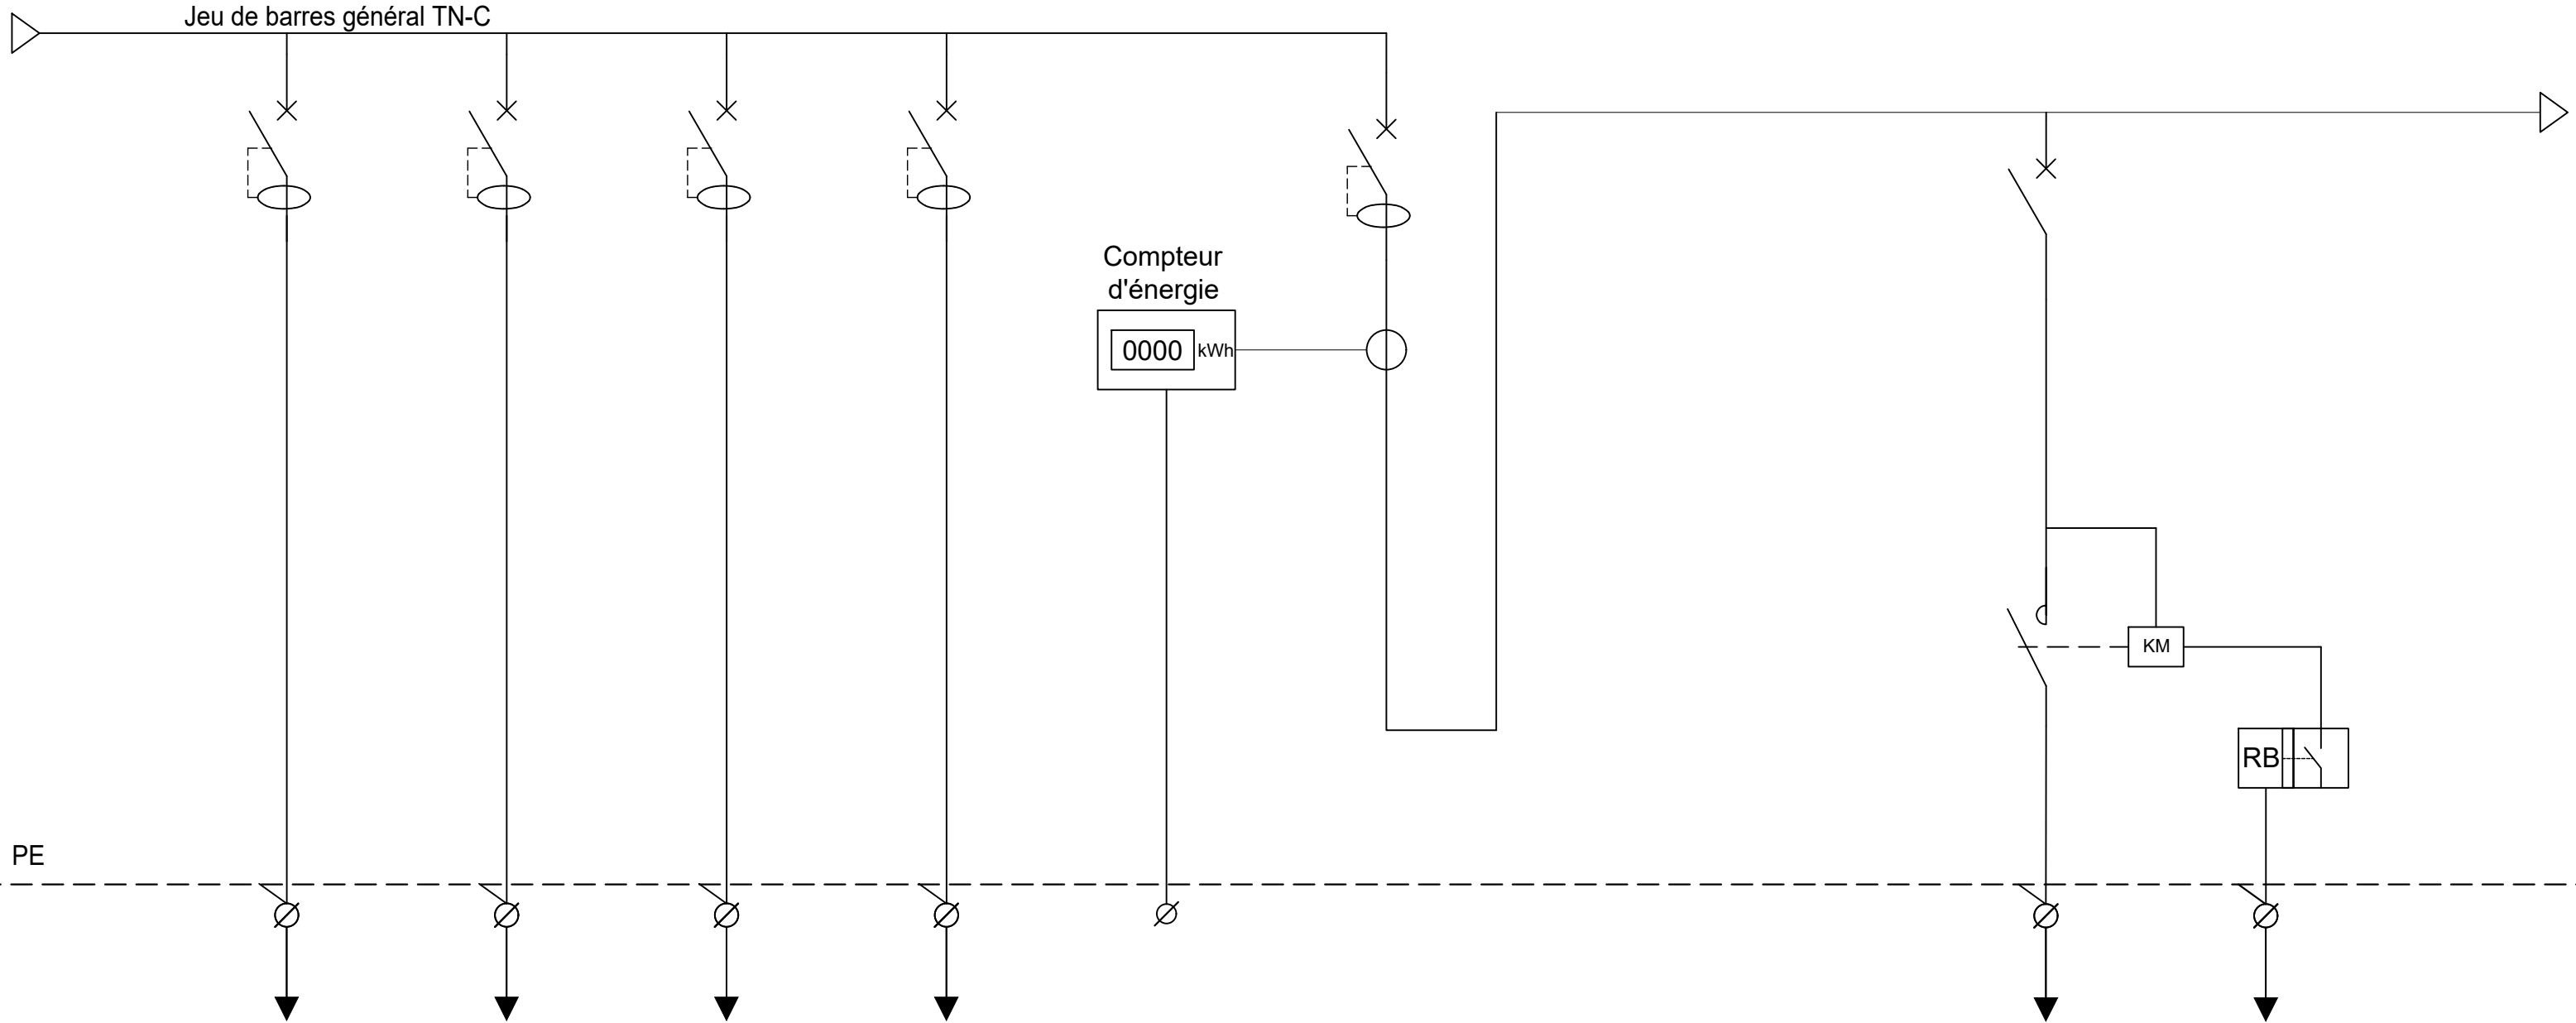 Jeu de barres général TN-C
Compteur
d'énergie
0000 kWh
KM
RB
PE